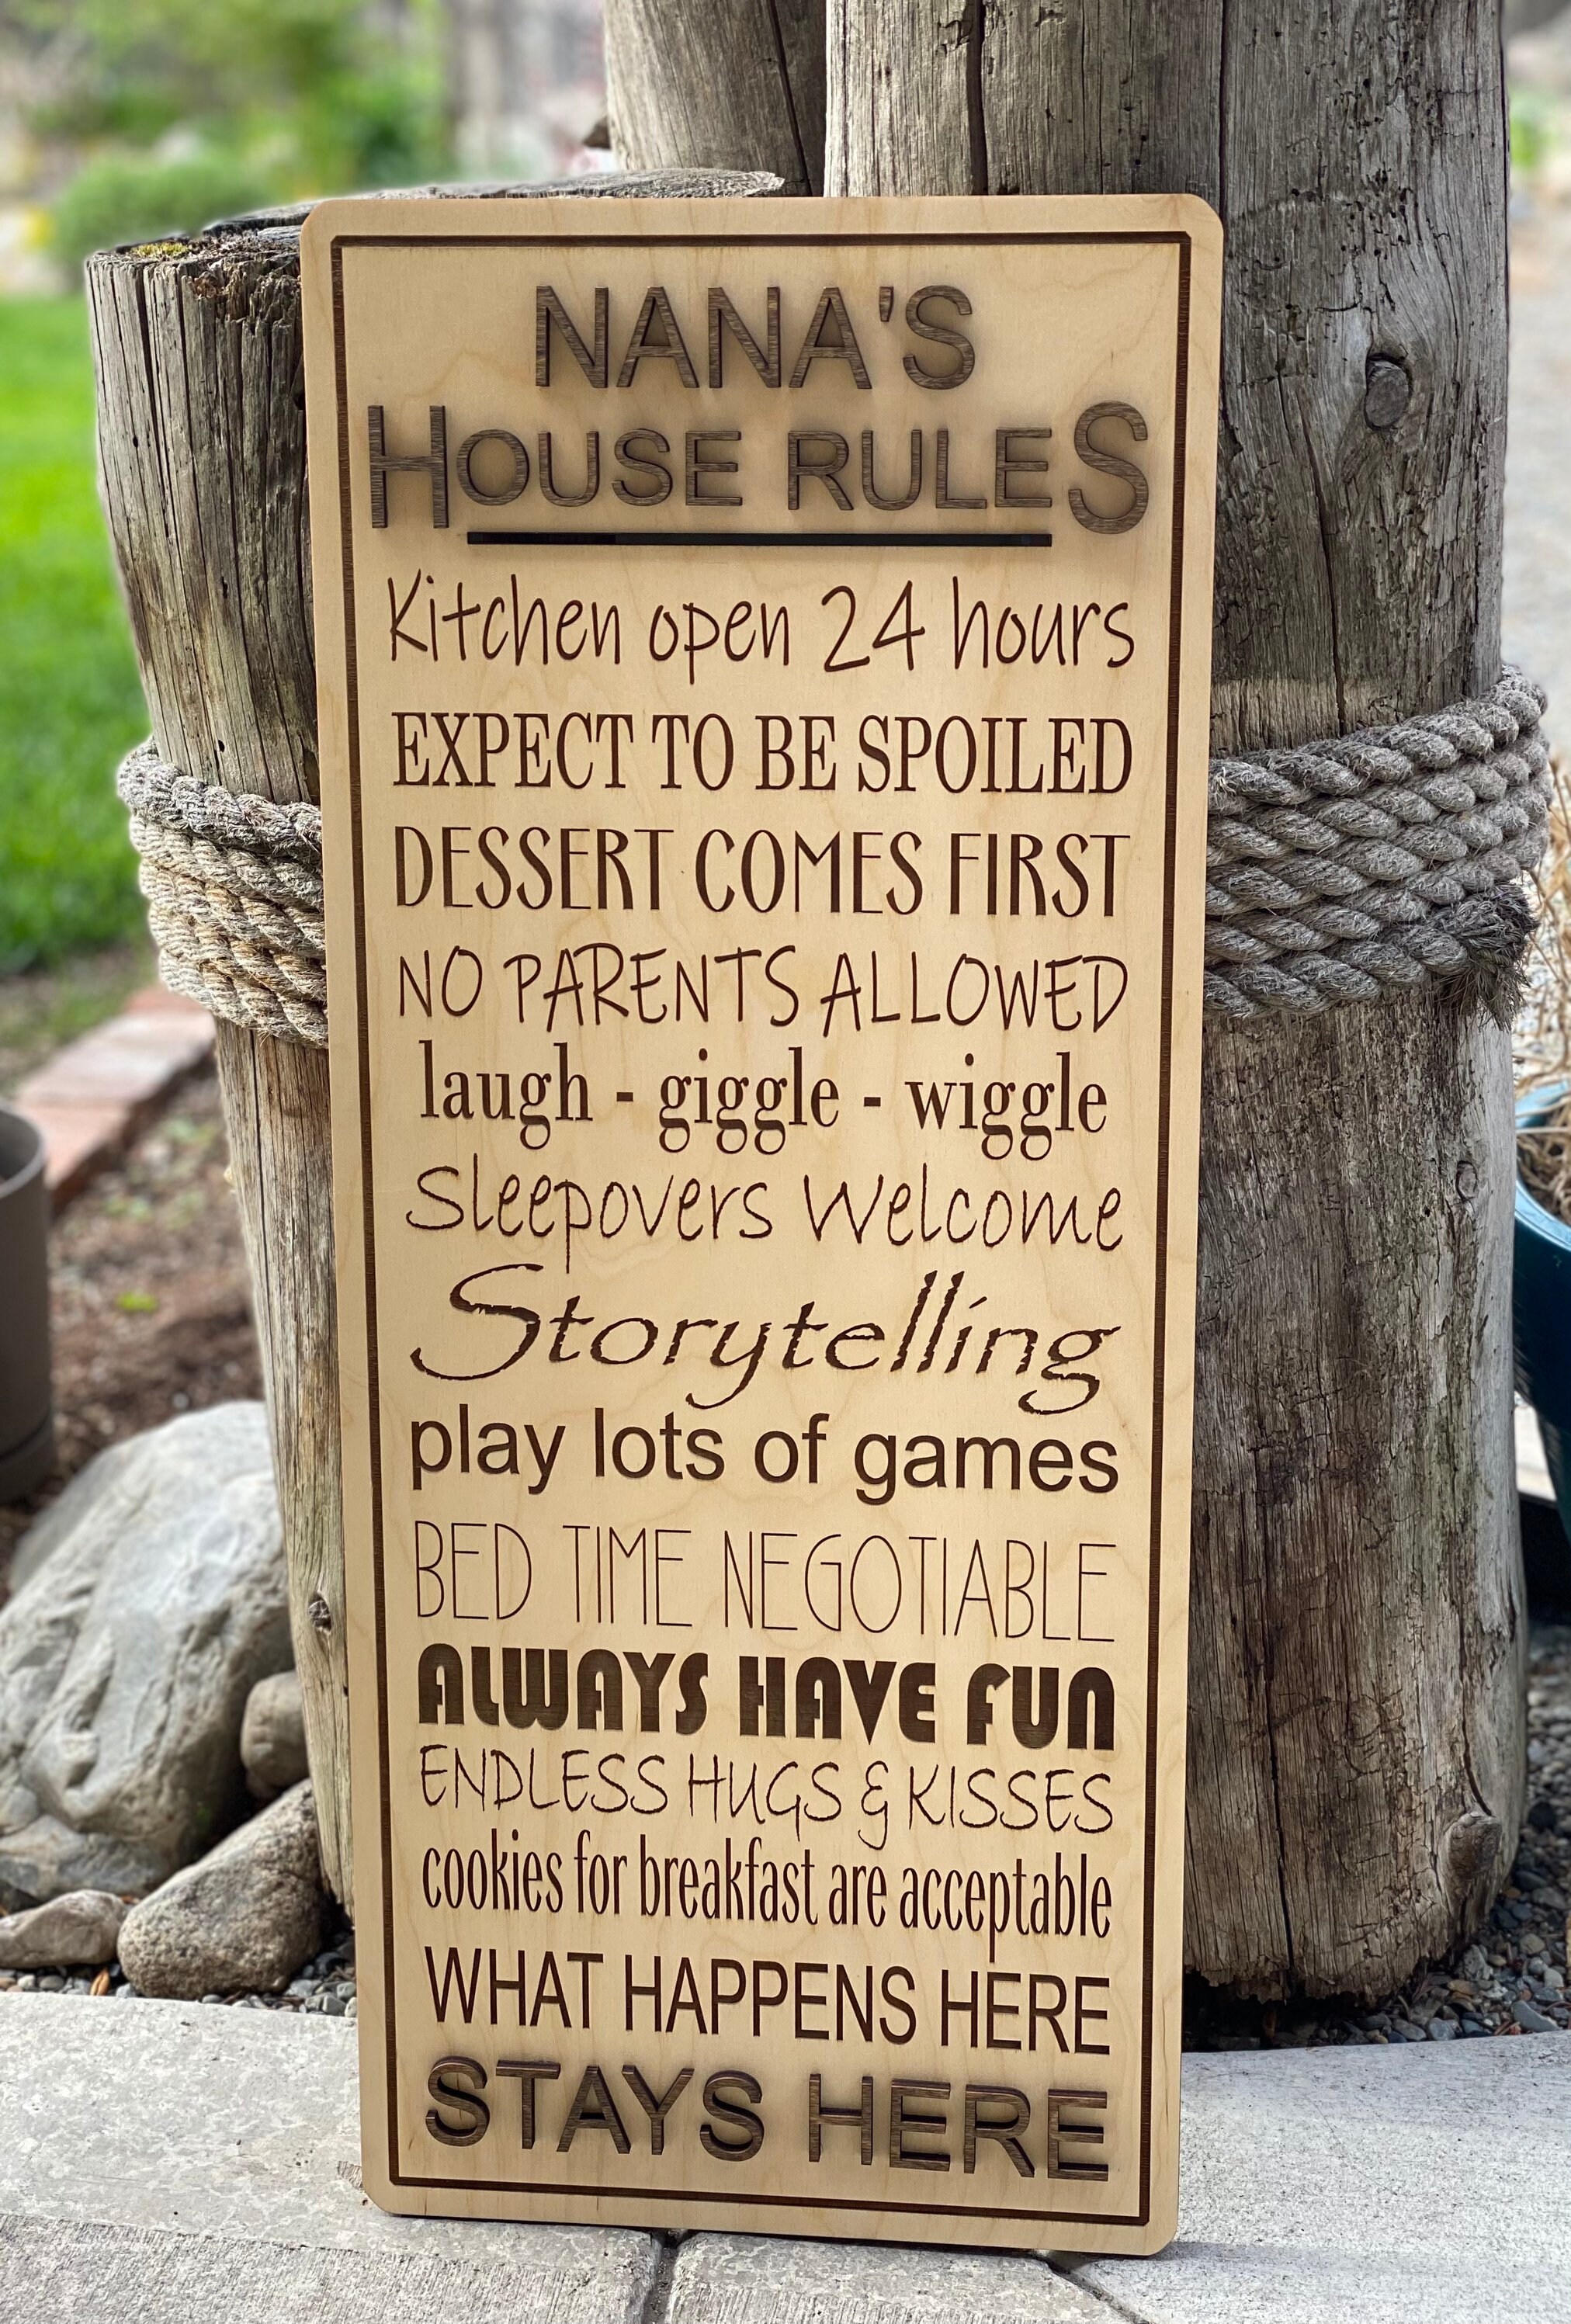 NANA'S
HOUSE RULES
Kitchen open 24 hours
EXPECT TO BE SPOILED
DESSERT COMES FIRST
NO PARENTS ALLOWED
laugh - giggle - wiggle
Sleepovers Welcome
Storytelling
play lots of games
BED TIME NEGOTIABLE
ALWAYS HAVE FUN
ENDLESS HUGS & KISSES
cookies for breakfast are acceptable
WHAT HAPPENS HERE
STAYS HERE